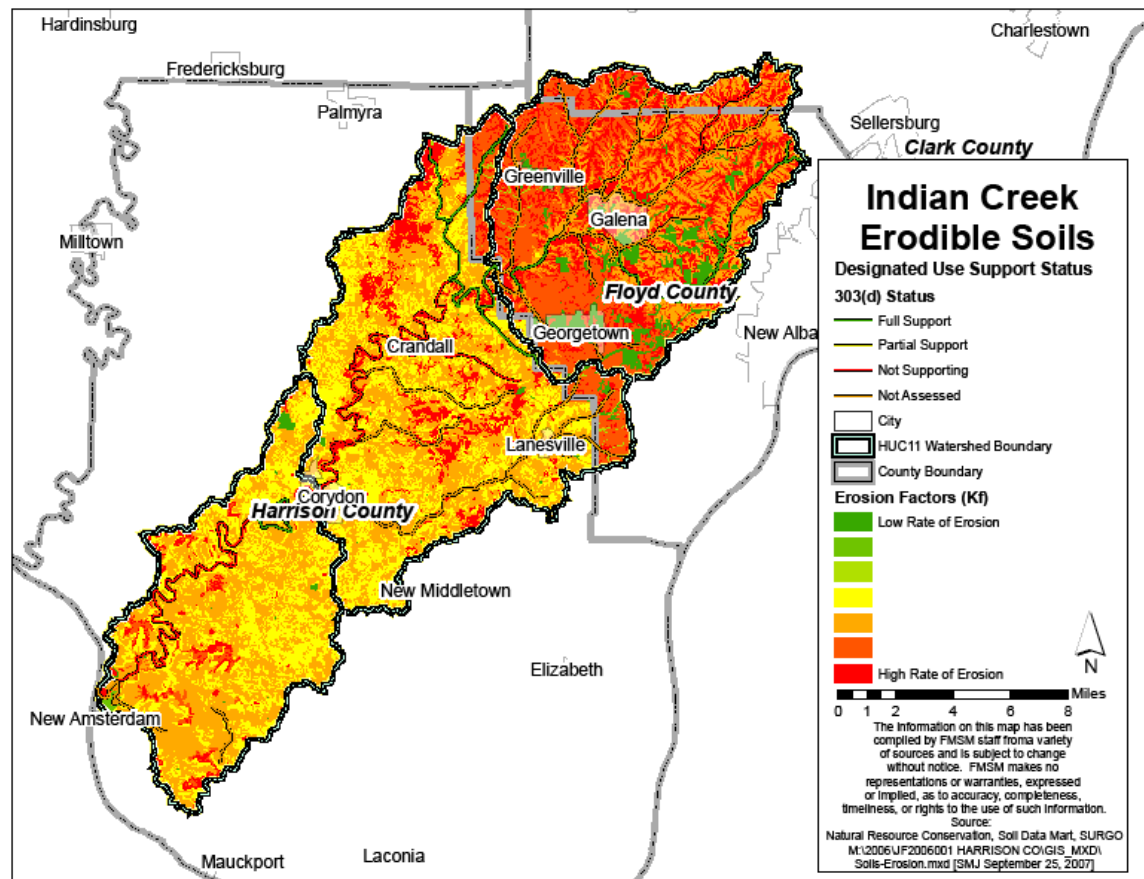 Hardinsburg
Charlestown
Fredericksburg
Palmyra
Sellersburg
Clark County
Greenville
Galena
Milltown
Floyd County
Georgetown
New Alba
Crandall
Lanesville
Corydon
Harrison County
New Middletown
Elizabeth
New Amsterdam
Mauckport
Laconia
Indian Creek
Erodible Soils
Designated Use Support Status
303(d) Status
Full Support
Partial Support
Not Supporting
Not Assessed
City
HUC11 Watershed Boundary
County Boundary
Erosion Factors (Kf)
Low Rate of Erosion
High Rate of Erosion
N
Miles
0 1 2 4 6 8
The information on this map has been
compiled by FMSM staff froma variety
of sources and is subject to change
without notice. FMSM makes no
representations or warranties, expressed
or implied, as to accuracy, completeness,
timeliness, or rights to the use of such information.
Source:
Natural Resource Conservation, Soil Data Mart, SURGO
M:\2006\JF2006001 HARRISON CO\GIS_MXD\
Soils-Erosion.mxd [SMJ September 25, 2007]